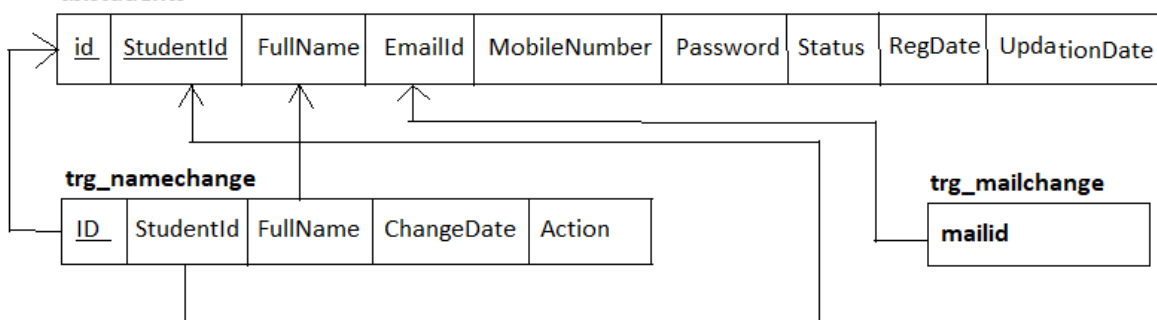 id StudentId FullName EmailId MobileNumber Password Status RegDate UpdationDate
trg_namechange
ID StudentId FullName ChangeDate Action
trg_mailchange
mailid